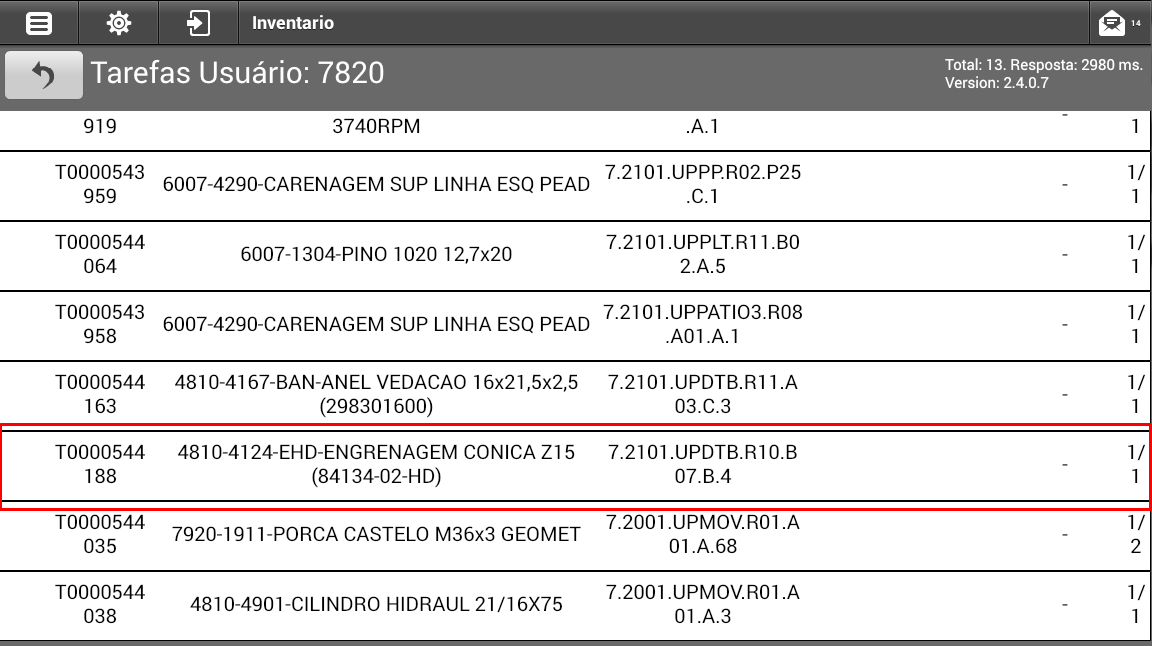 Inventario
14
Tarefas Usuário: 7820
Total: 13. Resposta: 2980 ms.
Version: 2.4.0.7
919 3740RPM .A.1 - 1
T0000543 7.2101.UPPP.R02.P25 1/
6007-4290-CARENAGEM SUP LINHA ESQ PEAD -
959 .C.1 1
T0000544 7.2101.UPPLT.R11.B0 1/
6007-1304-PINO 1020 12,7x20 -
064 2.A.5 1
T0000543 7.2101.UPPATIO3.R08 1/
6007-4290-CARENAGEM SUP LINHA ESQ PEAD -
958 .A01.A.1 1
T0000544 4810-4167-BAN-ANEL VEDACAO 16x21,5x2,5 7.2101.UPDTB.R11.A - 1/
163 (298301600) 03.C.3 1
T0000544 4810-4124-EHD-ENGRENAGEM CONICA Z15 7.2101.UPDTB.R10.B - 1/
188 (84134-02-HD) 07.B.4 1
T0000544 7.2001.UPMOV.R01.A 1/
7920-1911-PORCA CASTELO M36x3 GEOMET -
035 01.A.68 2
T0000544 7.2001.UPMOV.R01.A 1/
4810-4901-CILINDRO HIDRAUL 21/16X75 -
038 01.A.3 1